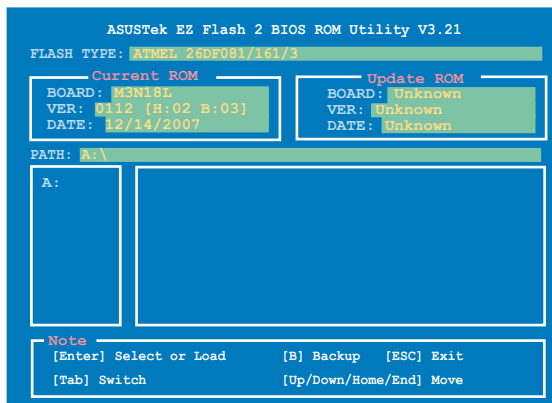 ASUSTek EZ Flash 2 BIOS ROM Utility V3.21
FLASH TYPE: ATMEL 26DF081/161/3
Current ROM
BOARD: M3N18L
VER: 0112 [H:02 B:03]
DATE: 12/14/2007
Update ROM
BOARD: Unknown
VER: Unknown
DATE: Unknown
PATH: A:\
A:
Note
[Enter] Select or Load [B] Backup [ESC] Exit
[Tab] Switch [Up/Down/Home/End] Move